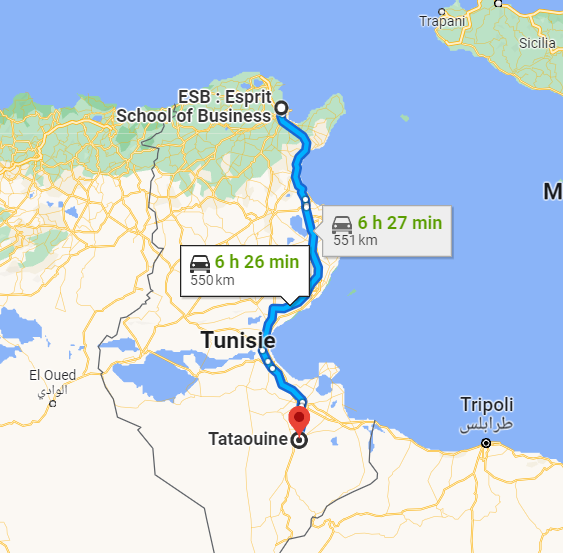 Trapani
Sicilia
ESB : Esprit
School of Business
M
6 h 27 min
551 km
6 h 26 min
550 km
Tunisie
El Oued
الوادي
Tripoli
طرابلس
Tataouine